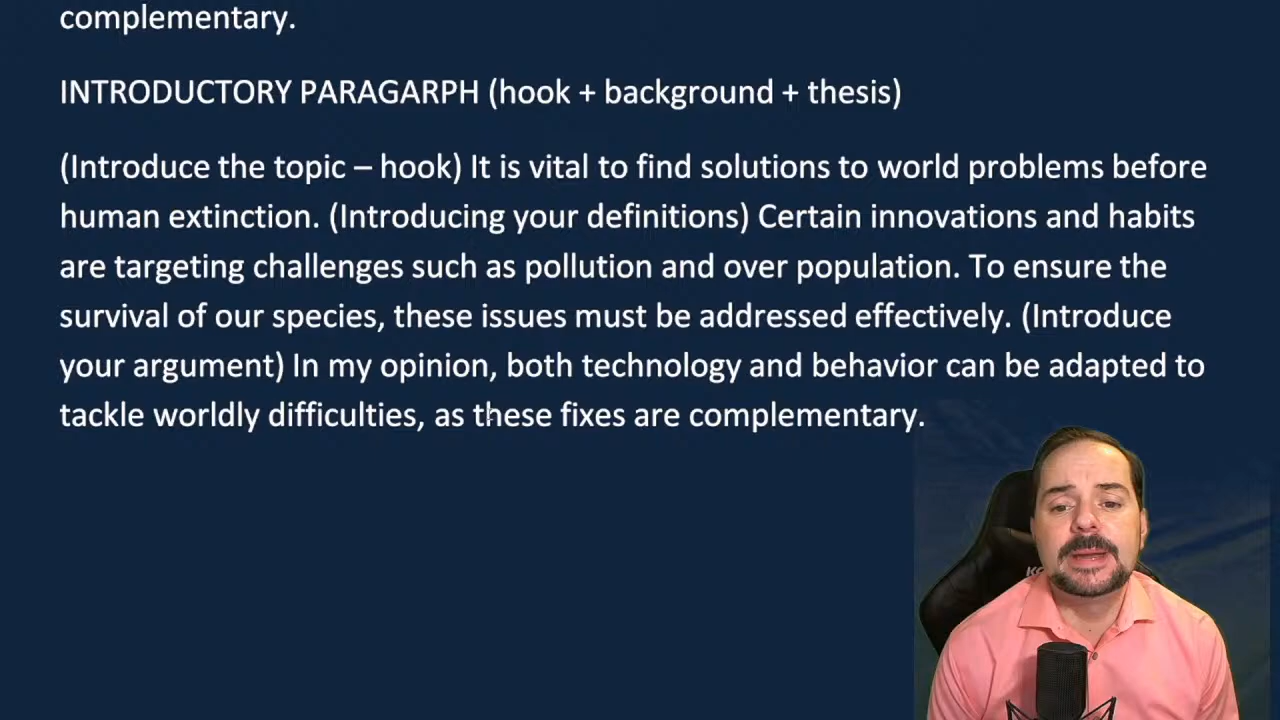 complementary.
INTRODUCTORY PARAGARPH (hook + background + thesis)
(Introduce the topic – hook) It is vital to find solutions to world problems before
human extinction. (Introducing your definitions) Certain innovations and habits
are targeting challenges such as pollution and over population. To ensure the
survival of our species, these issues must be addressed effectively. (Introduce
your argument) In my opinion, both technology and behavior can be adapted to
tackle worldly difficulties, as these fixes are complementary.